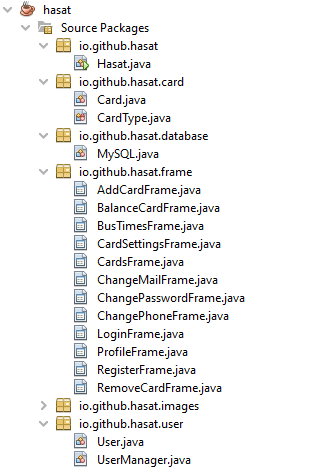 hasat
Source Packages
io.github.hasat
Hasat.java
io.github.hasat.card
Card.java
CardType.java
io.github.hasat.database
MySQL.java
io.github.hasat.frame
AddCardFrame.java
BalanceCardFrame.java
BusTimesFrame.java
CardSettingsFrame.java
CardsFrame.java
ChangeMailFrame.java
ChangePasswordFrame.java
ChangePhoneFrame.java
LoginFrame.java
ProfileFrame.java
RegisterFrame.java
RemoveCardFrame.java
io.github.hasat.images
io.github.hasat.user
User.java
UserManager.java